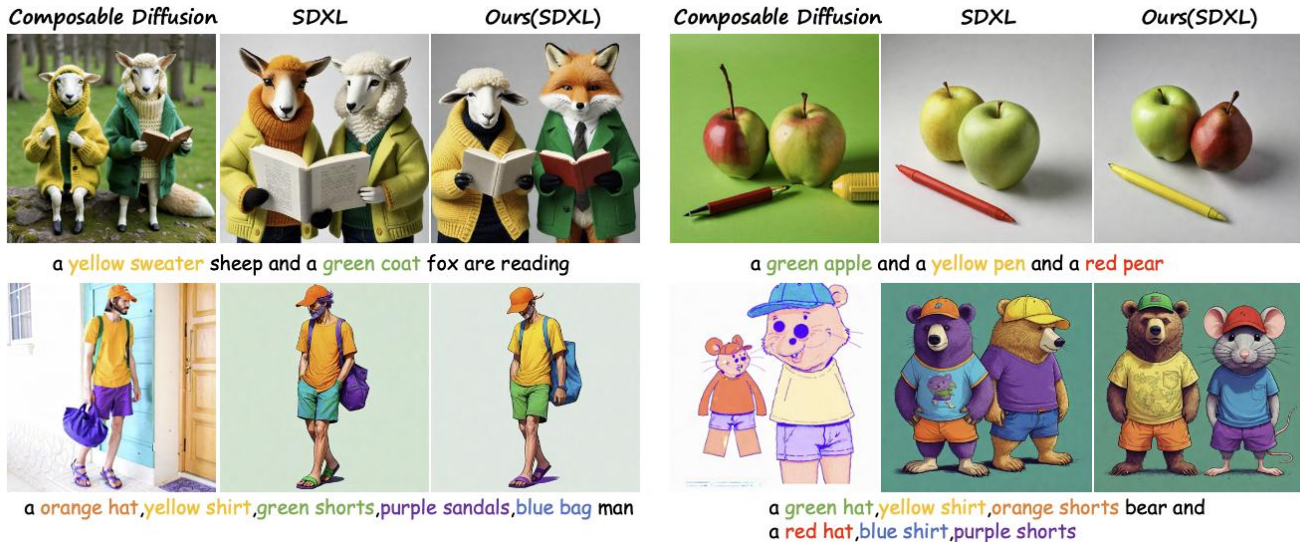 Composable Diffusion SDXL Ours(SDXL) Composable Diffusion SDXL Ours(SDXL)
a yellow sweater sheep and a green coat fox are reading
a green apple and a yellow pen and a red pear
a orange hat,yellow shirt,green shorts,purple sandals,blue bag man
a green hat,yellow shirt,orange shorts bear and
a red hat,blue shirt,purple shorts